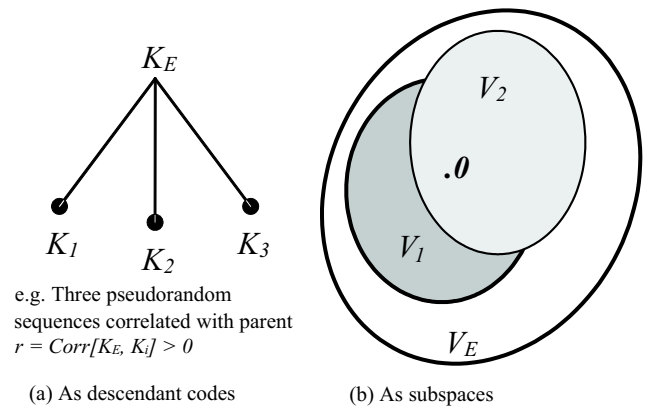 K_E
K_1
K_2
K_3
e.g. Three pseudorandom
sequences correlated with parent
r = Corr[K_E, K_i] > 0
(a) As descendant codes
V_2
.0
V_1
V_E
(b) As subspaces